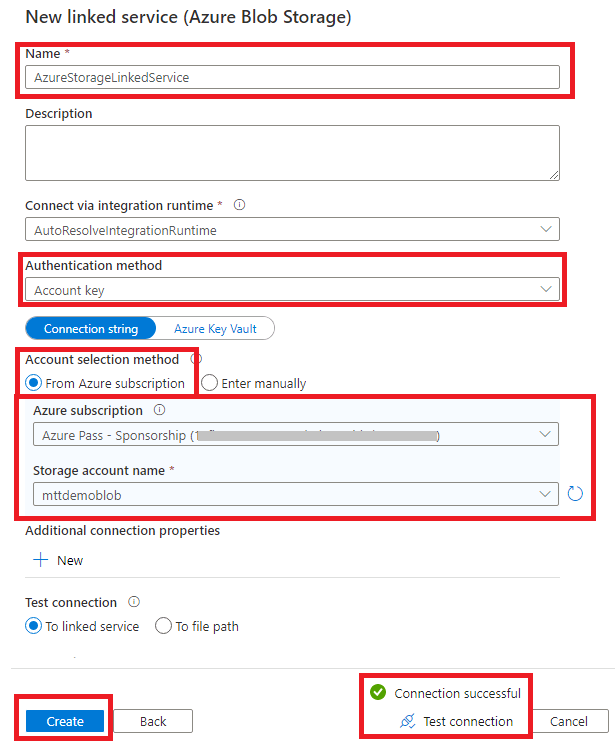 New linked service (Azure Blob Storage)
Name *
AzureStorageLinkedService
Description
Connect via integration runtime *
AutoResolveIntegrationRuntime
Authentication method
Account key
Connection string Azure Key Vault
Account selection method
From Azure subscription Enter manually
Azure subscription
Azure Pass - Sponsorship ( )
Storage account name *
mttdemoblob
Additional connection properties
New
Test connection
To linked service To file path
Connection successful
Create Back Test connection Cancel